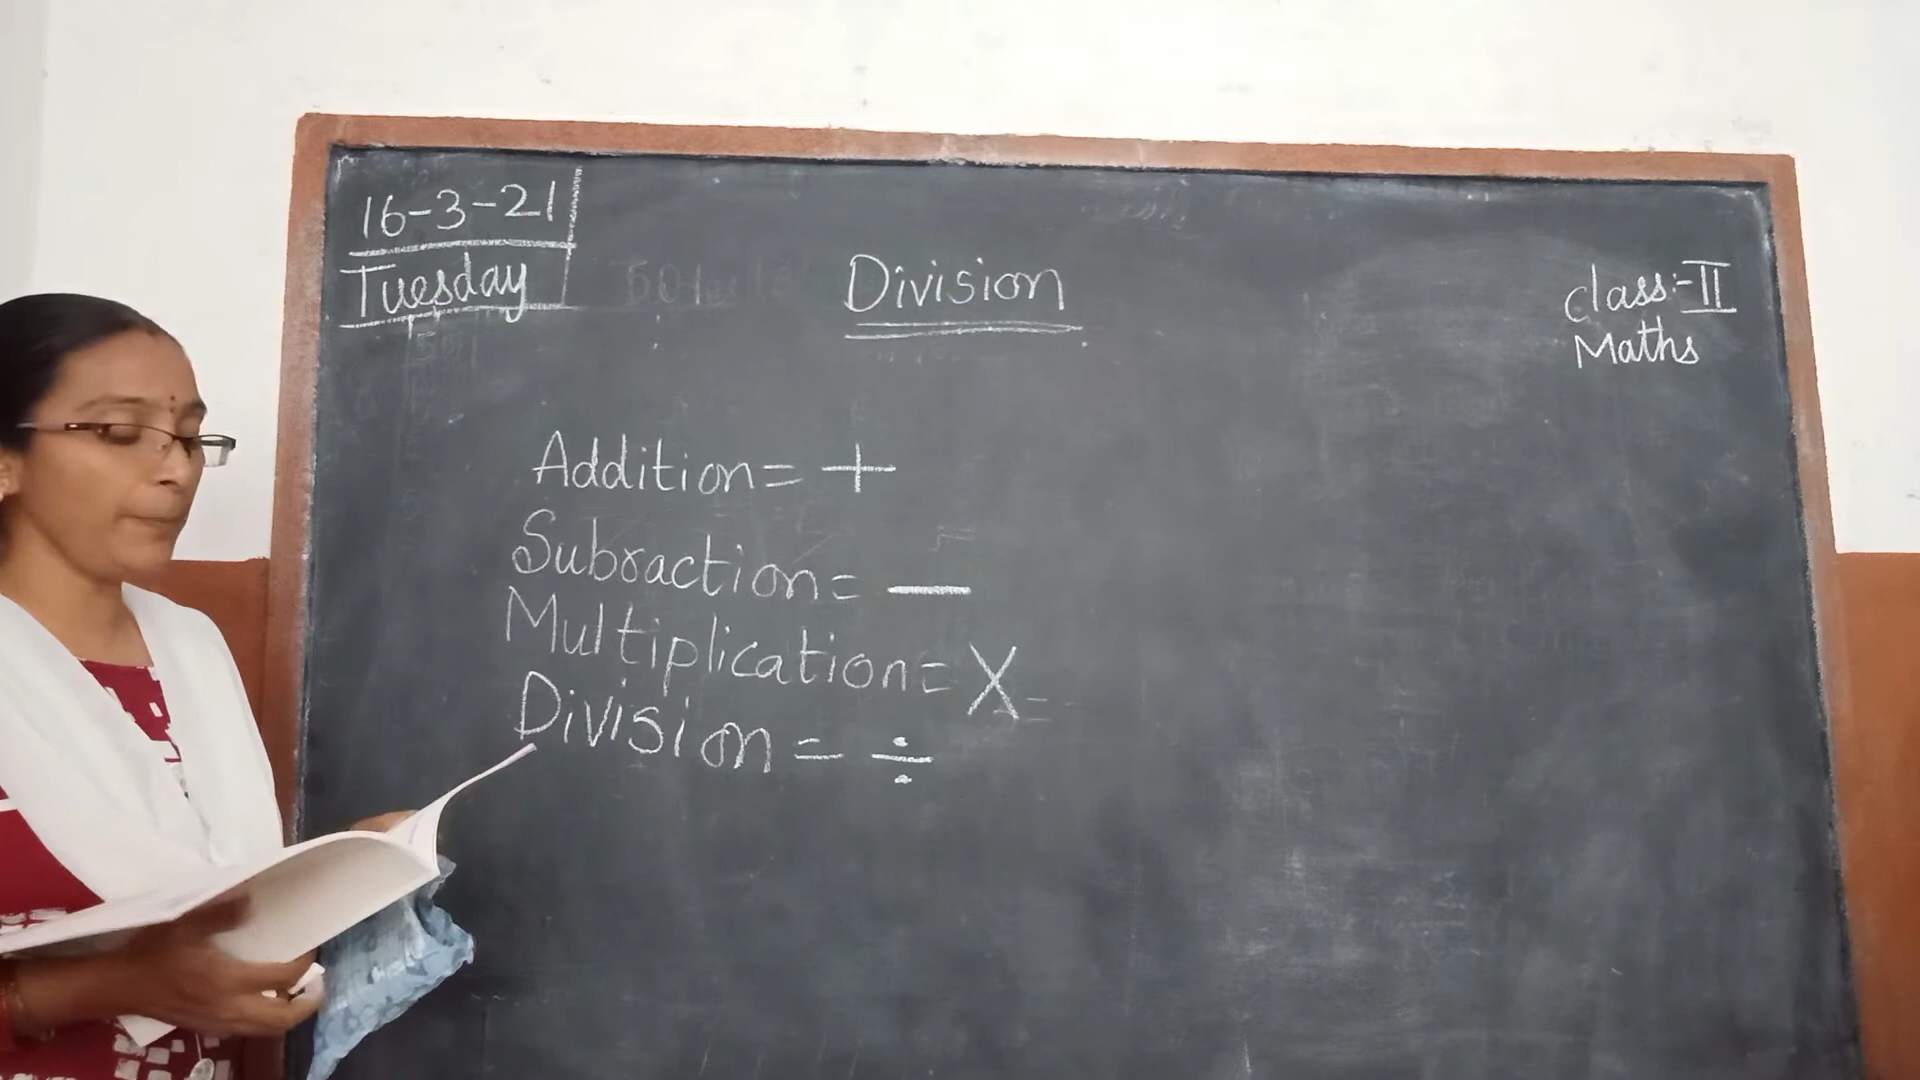 16-3-21
Tuesday
Division
Class:-II
Maths
Addition= +
Subraction= —
Multiplication= X
Division = ÷